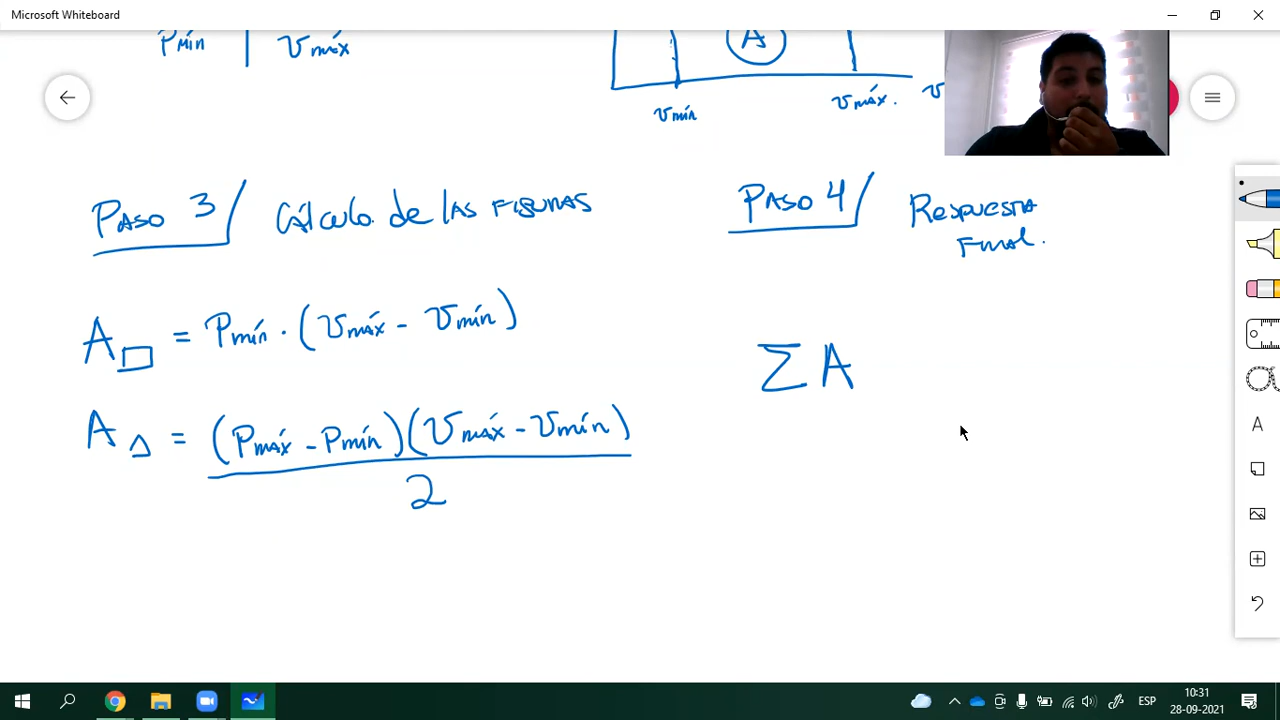 Microsoft Whiteboard
Pmín | vmáx
A
vmín
vmáx.
v
PASO 3/ Cálculo de las figuras
A□ = Pmín · (vmáx - vmín)
A△ = (Pmáx - Pmín)(vmáx - vmín)
2
PASO 4/ Respuesta
Final.
Σ A
A
ESP
10:31
28-09-2021